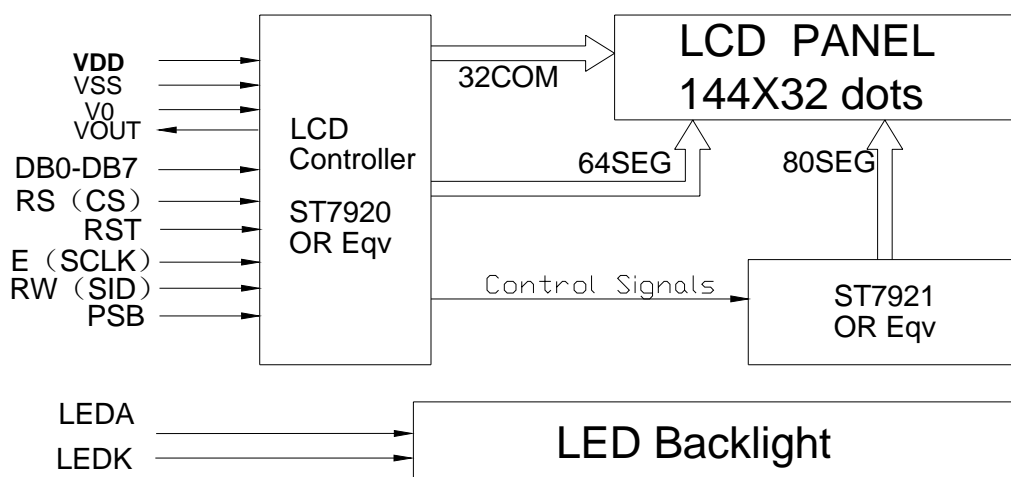 VDD
VSS
V0
VOUT
DB0-DB7
RS（CS）
RST
E（SCLK）
RW（SID）
PSB
LCD
Controller
ST7920
OR Eqv
32COM
LCD PANEL
144X32 dots
64SEG
80SEG
Control Signals
ST7921
OR Eqv
LEDA
LEDK
LED Backlight